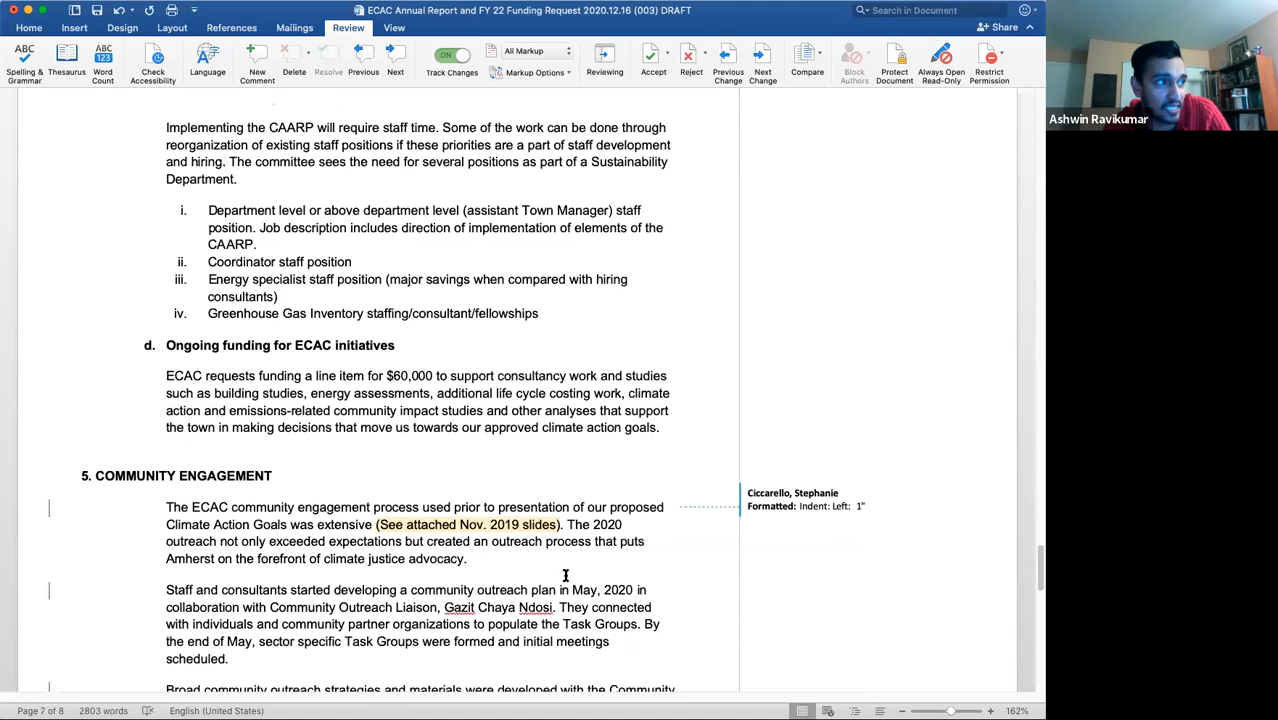 ECAC Annual Report and FY 22 Funding Request 2020.12.16 (003) DRAFT
Search in Document
Home Insert Design Layout References Mailings Review View
Share
ABC
ABC
123
ON
All Markup
Spelling & Grammar
Thesaurus
Word Count
Check Accessibility
Language
New Comment
Delete
Resolve
Previous
Next
Track Changes
Markup Options
Reviewing
Accept
Reject
Previous Change
Next Change
Compare
Block Authors
Protect Document
Always Open Read-Only
Restrict Permission
Ashwin Ravikumar
Implementing the CAARP will require staff time. Some of the work can be done through
reorganization of existing staff positions if these priorities are a part of staff development
and hiring. The committee sees the need for several positions as part of a Sustainability
Department.
i. Department level or above department level (assistant Town Manager) staff
position. Job description includes direction of implementation of elements of the
CAARP.
ii. Coordinator staff position
iii. Energy specialist staff position (major savings when compared with hiring
consultants)
iv. Greenhouse Gas Inventory staffing/consultant/fellowships
d. Ongoing funding for ECAC initiatives
ECAC requests funding a line item for $60,000 to support consultancy work and studies
such as building studies, energy assessments, additional life cycle costing work, climate
action and emissions-related community impact studies and other analyses that support
the town in making decisions that move us towards our approved climate action goals.
5. COMMUNITY ENGAGEMENT
Ciccarello, Stephanie
Formatted: Indent: Left: 1"
The ECAC community engagement process used prior to presentation of our proposed
Climate Action Goals was extensive (See attached Nov. 2019 slides). The 2020
outreach not only exceeded expectations but created an outreach process that puts
Amherst on the forefront of climate justice advocacy.
Staff and consultants started developing a community outreach plan in May, 2020 in
collaboration with Community Outreach Liaison, Gazit Chaya Ndosi. They connected
with individuals and community partner organizations to populate the Task Groups. By
the end of May, sector specific Task Groups were formed and initial meetings
scheduled.
Broad community outreach strategies and materials were developed with the Community
Page 7 of 8
2803 words
English (United States)
162%